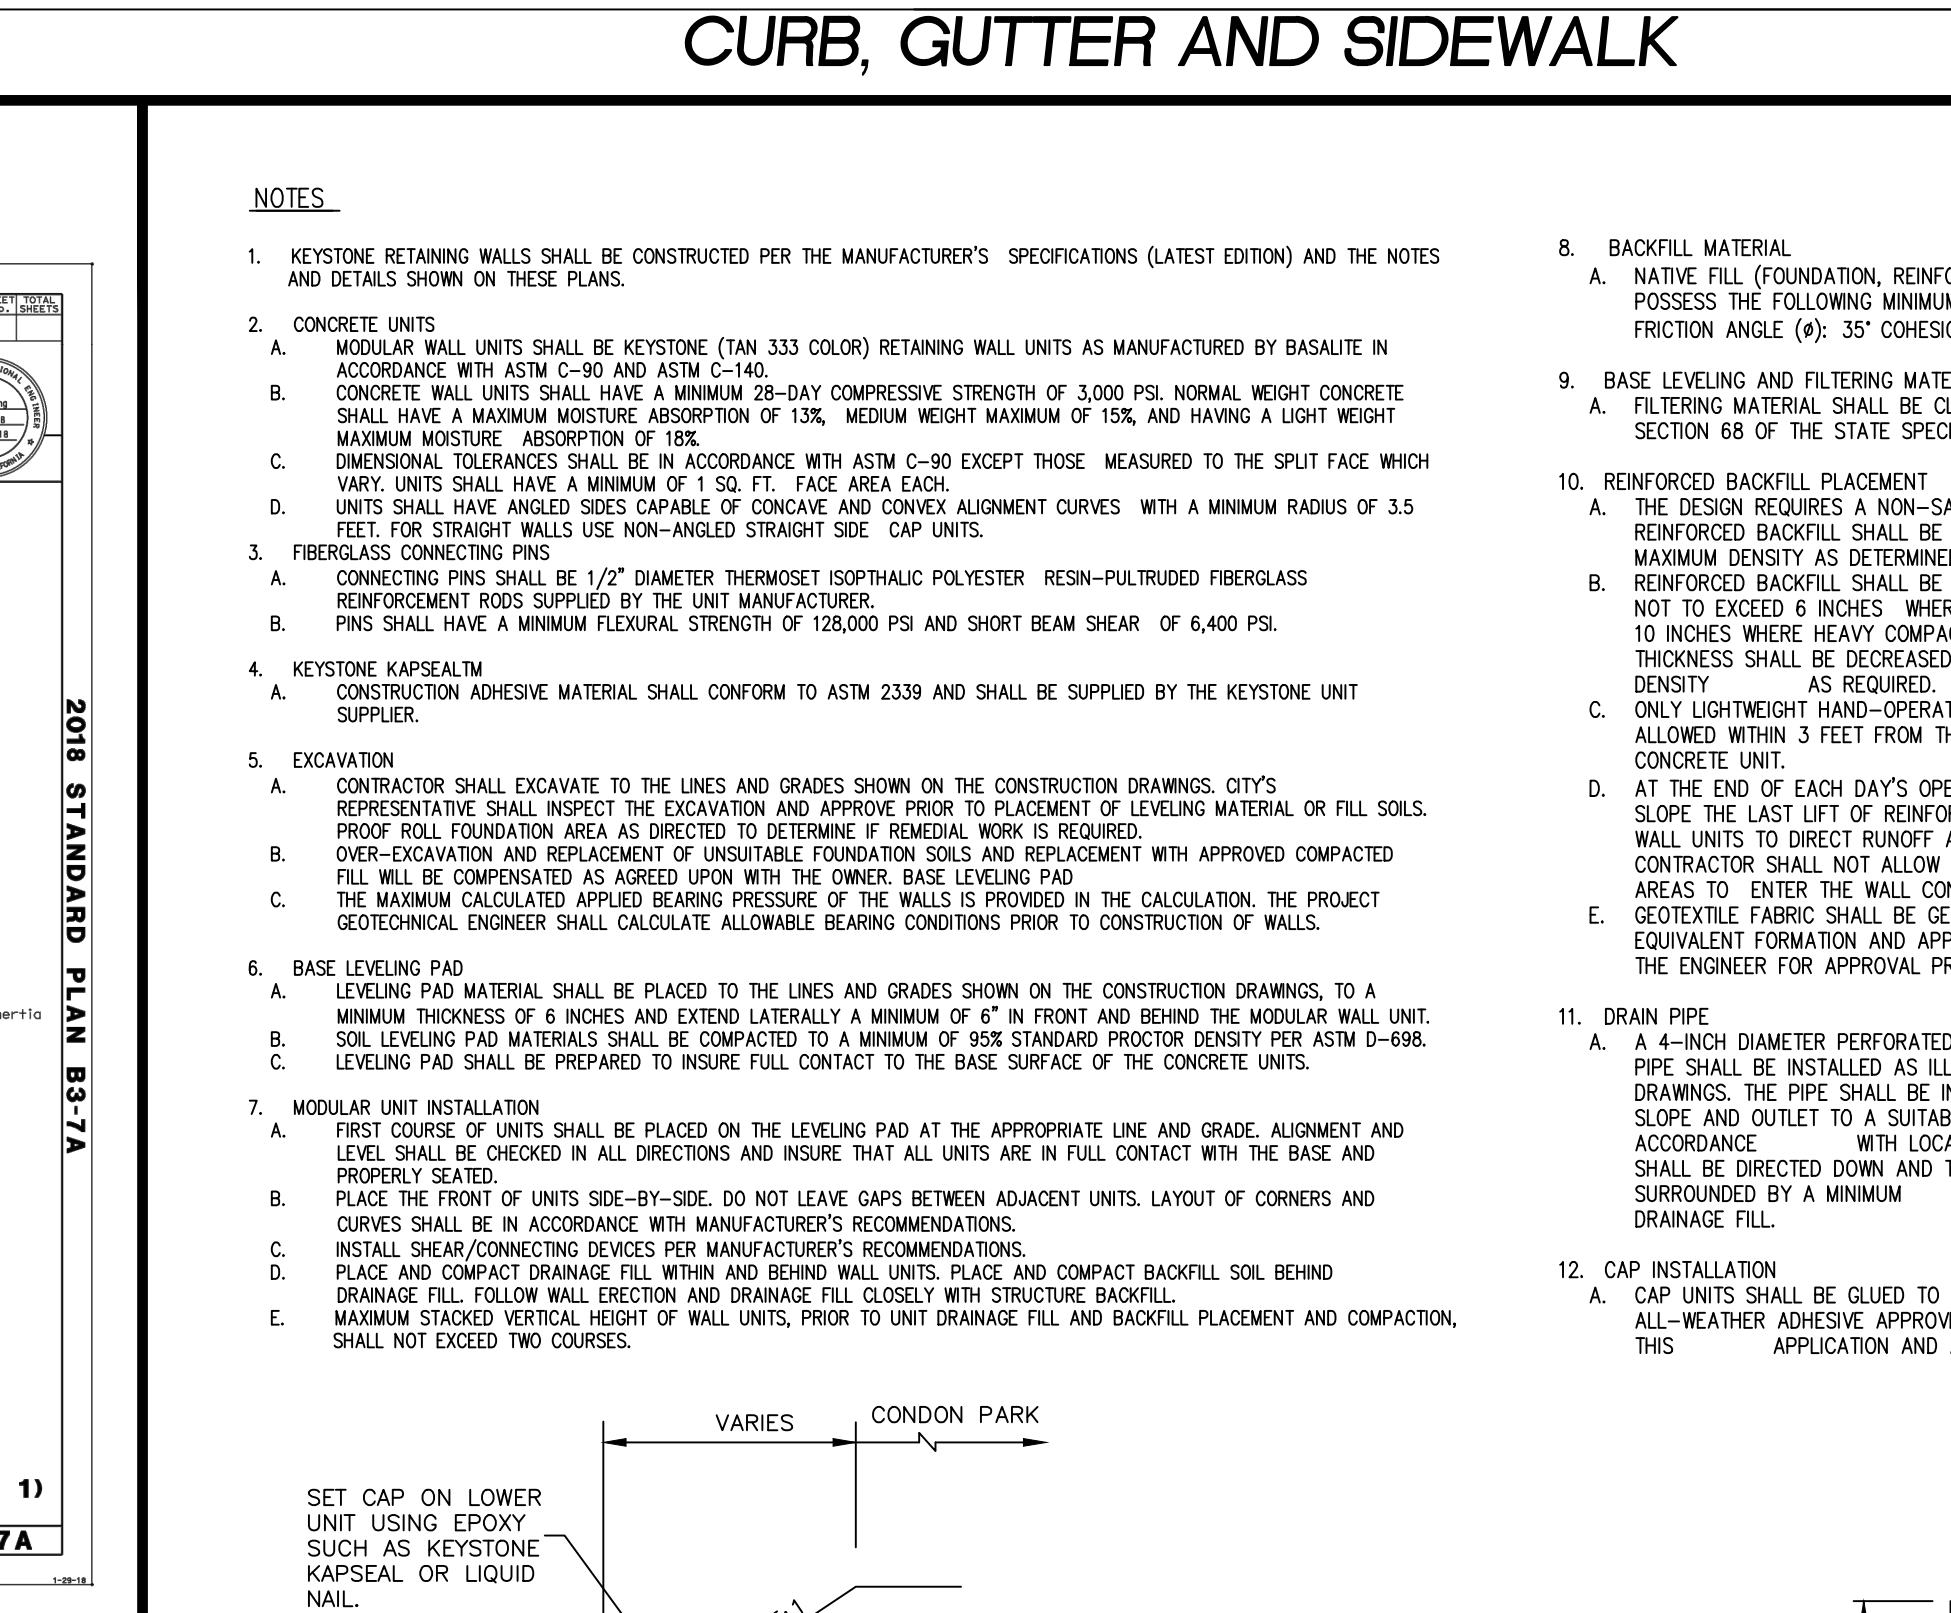 CURB, GUTTER AND SIDEWALK
TOTAL
SHEETS
2018 STANDARD PLAN B3-7A
1)
7A
1-29-18
NOTES
1. KEYSTONE RETAINING WALLS SHALL BE CONSTRUCTED PER THE MANUFACTURER'S SPECIFICATIONS (LATEST EDITION) AND THE NOTES
AND DETAILS SHOWN ON THESE PLANS.
2. CONCRETE UNITS
A. MODULAR WALL UNITS SHALL BE KEYSTONE (TAN 333 COLOR) RETAINING WALL UNITS AS MANUFACTURED BY BASALITE IN
ACCORDANCE WITH ASTM C-90 AND ASTM C-140.
B. CONCRETE WALL UNITS SHALL HAVE A MINIMUM 28-DAY COMPRESSIVE STRENGTH OF 3,000 PSI. NORMAL WEIGHT CONCRETE
SHALL HAVE A MAXIMUM MOISTURE ABSORPTION OF 13%, MEDIUM WEIGHT MAXIMUM OF 15%, AND HAVING A LIGHT WEIGHT
MAXIMUM MOISTURE ABSORPTION OF 18%.
C. DIMENSIONAL TOLERANCES SHALL BE IN ACCORDANCE WITH ASTM C-90 EXCEPT THOSE MEASURED TO THE SPLIT FACE WHICH
VARY. UNITS SHALL HAVE A MINIMUM OF 1 SQ. FT. FACE AREA EACH.
D. UNITS SHALL HAVE ANGLED SIDES CAPABLE OF CONCAVE AND CONVEX ALIGNMENT CURVES WITH A MINIMUM RADIUS OF 3.5
FEET. FOR STRAIGHT WALLS USE NON-ANGLED STRAIGHT SIDE CAP UNITS.
3. FIBERGLASS CONNECTING PINS
A. CONNECTING PINS SHALL BE 1/2" DIAMETER THERMOSET ISOPTHALIC POLYESTER RESIN-PULTRUDED FIBERGLASS
REINFORCEMENT RODS SUPPLIED BY THE UNIT MANUFACTURER.
B. PINS SHALL HAVE A MINIMUM FLEXURAL STRENGTH OF 128,000 PSI AND SHORT BEAM SHEAR OF 6,400 PSI.
4. KEYSTONE KAPSEALTM
A. CONSTRUCTION ADHESIVE MATERIAL SHALL CONFORM TO ASTM 2339 AND SHALL BE SUPPLIED BY THE KEYSTONE UNIT
SUPPLIER.
5. EXCAVATION
A. CONTRACTOR SHALL EXCAVATE TO THE LINES AND GRADES SHOWN ON THE CONSTRUCTION DRAWINGS. CITY'S
REPRESENTATIVE SHALL INSPECT THE EXCAVATION AND APPROVE PRIOR TO PLACEMENT OF LEVELING MATERIAL OR FILL SOILS.
PROOF ROLL FOUNDATION AREA AS DIRECTED TO DETERMINE IF REMEDIAL WORK IS REQUIRED.
B. OVER-EXCAVATION AND REPLACEMENT OF UNSUITABLE FOUNDATION SOILS AND REPLACEMENT WITH APPROVED COMPACTED
FILL WILL BE COMPENSATED AS AGREED UPON WITH THE OWNER. BASE LEVELING PAD
C. THE MAXIMUM CALCULATED APPLIED BEARING PRESSURE OF THE WALLS IS PROVIDED IN THE CALCULATION. THE PROJECT
GEOTECHNICAL ENGINEER SHALL CALCULATE ALLOWABLE BEARING CONDITIONS PRIOR TO CONSTRUCTION OF WALLS.
6. BASE LEVELING PAD
A. LEVELING PAD MATERIAL SHALL BE PLACED TO THE LINES AND GRADES SHOWN ON THE CONSTRUCTION DRAWINGS, TO A
MINIMUM THICKNESS OF 6 INCHES AND EXTEND LATERALLY A MINIMUM OF 6" IN FRONT AND BEHIND THE MODULAR WALL UNIT.
B. SOIL LEVELING PAD MATERIALS SHALL BE COMPACTED TO A MINIMUM OF 95% STANDARD PROCTOR DENSITY PER ASTM D-698.
C. LEVELING PAD SHALL BE PREPARED TO INSURE FULL CONTACT TO THE BASE SURFACE OF THE CONCRETE UNITS.
7. MODULAR UNIT INSTALLATION
A. FIRST COURSE OF UNITS SHALL BE PLACED ON THE LEVELING PAD AT THE APPROPRIATE LINE AND GRADE. ALIGNMENT AND
LEVEL SHALL BE CHECKED IN ALL DIRECTIONS AND INSURE THAT ALL UNITS ARE IN FULL CONTACT WITH THE BASE AND
PROPERLY SEATED.
B. PLACE THE FRONT OF UNITS SIDE-BY-SIDE. DO NOT LEAVE GAPS BETWEEN ADJACENT UNITS. LAYOUT OF CORNERS AND
CURVES SHALL BE IN ACCORDANCE WITH MANUFACTURER'S RECOMMENDATIONS.
C. INSTALL SHEAR/CONNECTING DEVICES PER MANUFACTURER'S RECOMMENDATIONS.
D. PLACE AND COMPACT DRAINAGE FILL WITHIN AND BEHIND WALL UNITS. PLACE AND COMPACT BACKFILL SOIL BEHIND
DRAINAGE FILL. FOLLOW WALL ERECTION AND DRAINAGE FILL CLOSELY WITH STRUCTURE BACKFILL.
E. MAXIMUM STACKED VERTICAL HEIGHT OF WALL UNITS, PRIOR TO UNIT DRAINAGE FILL AND BACKFILL PLACEMENT AND COMPACTION,
SHALL NOT EXCEED TWO COURSES.
VARIES
CONDON PARK
SET CAP ON LOWER
UNIT USING EPOXY
SUCH AS KEYSTONE
KAPSEAL OR LIQUID
NAIL.
8. BACKFILL MATERIAL
A. NATIVE FILL (FOUNDATION,
POSSESS THE FOLLOWING
FRICTION ANGLE (ø): 35°
9. BASE LEVELING AND FILTERING
A. FILTERING MATERIAL SHALL BE
SECTION 68 OF THE STATE
10. REINFORCED BACKFILL PLACEMENT
A. THE DESIGN REQUIRES A
REINFORCED BACKFILL SHALL BE
MAXIMUM DENSITY AS
B. REINFORCED BACKFILL SHALL BE
NOT TO EXCEED 6 INCHES
10 INCHES WHERE HEAVY
THICKNESS SHALL BE DECREASED
DENSITY AS REQUIRED.
C. ONLY LIGHTWEIGHT
ALLOWED WITHIN 3 FEET FROM
CONCRETE UNIT.
D. AT THE END OF EACH DAY'S
SLOPE THE LAST LIFT OF
WALL UNITS TO DIRECT RUNOFF
CONTRACTOR SHALL NOT ALLOW
AREAS TO ENTER THE WALL
E. GEOTEXTILE FABRIC SHALL BE
EQUIVALENT FORMATION AND
THE ENGINEER FOR APPROVAL
11. DRAIN PIPE
A. A 4-INCH DIAMETER PERFORATED
PIPE SHALL BE INSTALLED AS
DRAWINGS. THE PIPE SHALL BE
SLOPE AND OUTLET TO A
ACCORDANCE WITH
SHALL BE DIRECTED DOWN AND
SURROUNDED BY A MINIMUM
DRAINAGE FILL.
12. CAP INSTALLATION
A. CAP UNITS SHALL BE GLUED TO
ALL-WEATHER ADHESIVE
THIS APPLICATION AND